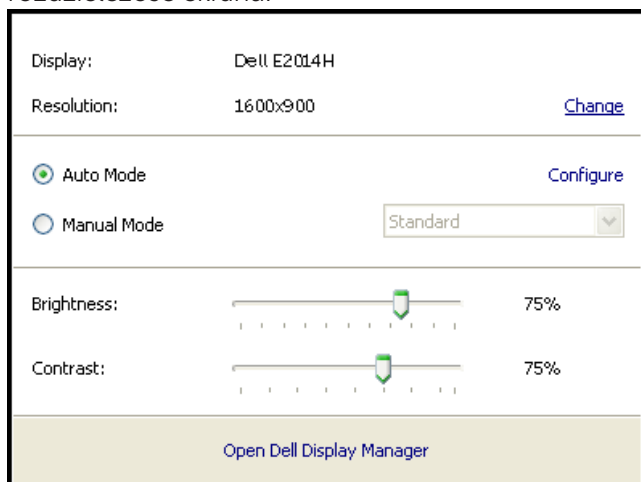 Display: Dell E2014H
Resolution: 1600x900 Change
Auto Mode Configure
Manual Mode Standard
Brightness: 75%
Contrast: 75%
Open Dell Display Manager